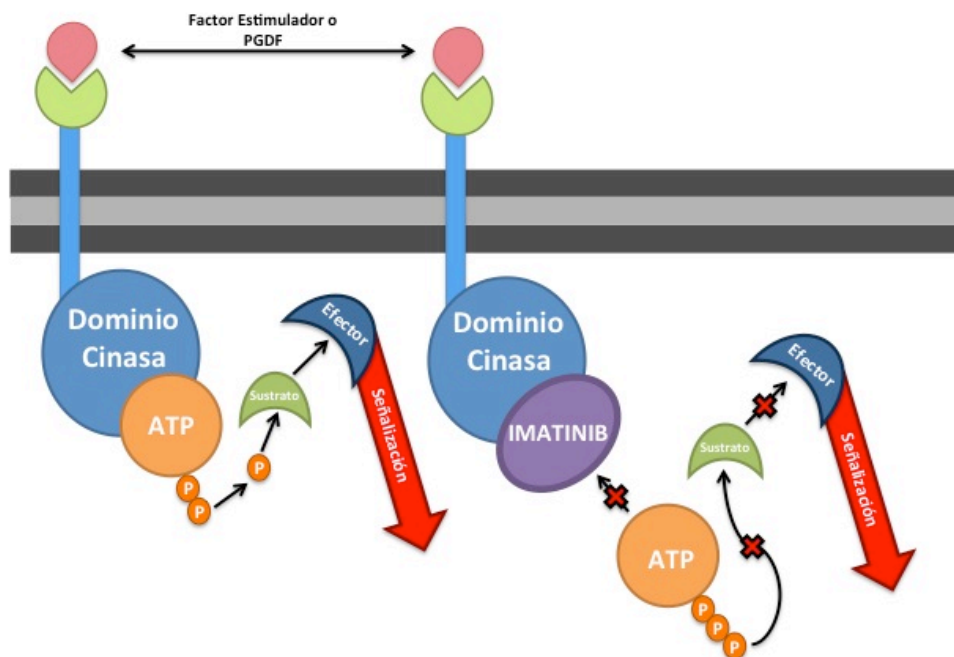 Factor Estimulador o
PGDF
Dominio
Cinasa
ATP
P
P
P
Sustrato
Efector
Señalización
Dominio
Cinasa
IMATINIB
ATP
P
P
P
Sustrato
Efector
Señalización